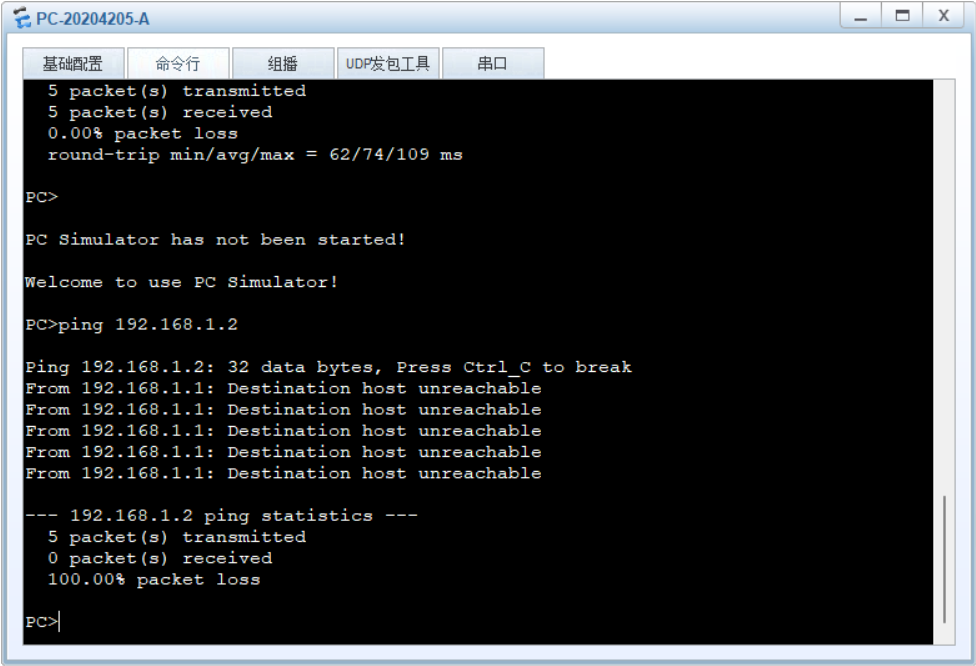 PC-20204205-A
基础配置 命令行 组播 UDP发包工具 串口
5 packet(s) transmitted
5 packet(s) received
0.00% packet loss
round-trip min/avg/max = 62/74/109 ms
PC>
PC Simulator has not been started!
Welcome to use PC Simulator!
PC>ping 192.168.1.2
Ping 192.168.1.2: 32 data bytes, Press Ctrl_C to break
From 192.168.1.1: Destination host unreachable
From 192.168.1.1: Destination host unreachable
From 192.168.1.1: Destination host unreachable
From 192.168.1.1: Destination host unreachable
From 192.168.1.1: Destination host unreachable
--- 192.168.1.2 ping statistics ---
5 packet(s) transmitted
0 packet(s) received
100.00% packet loss
PC>